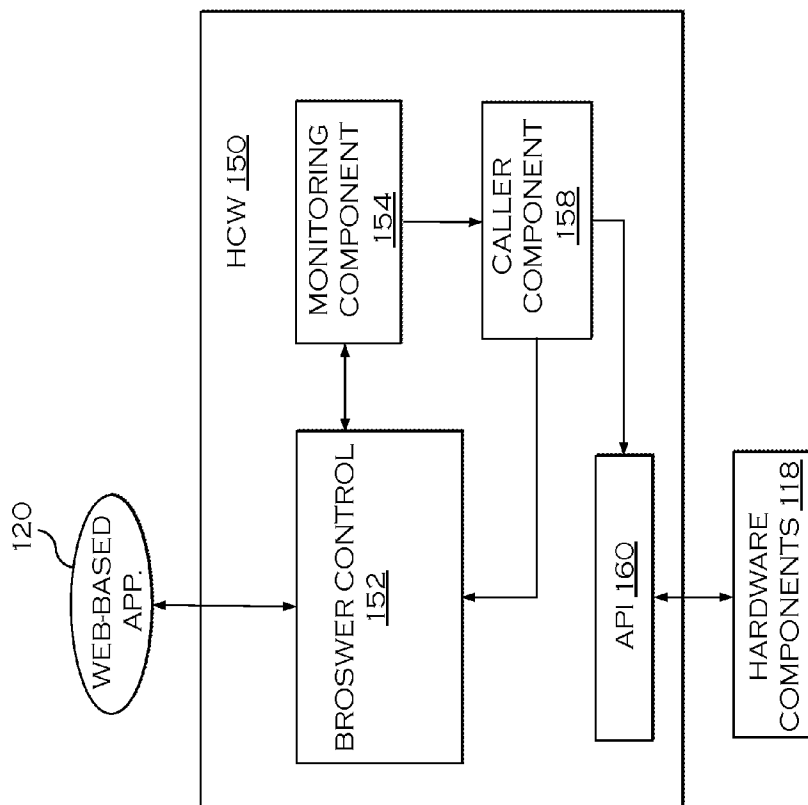 120
WEB-BASED
APP.
HCW 150
BROSWER CONTROL
152
MONITORING
COMPONENT
154
CALLER
COMPONENT
158
API 160
HARDWARE
COMPONENTS 118